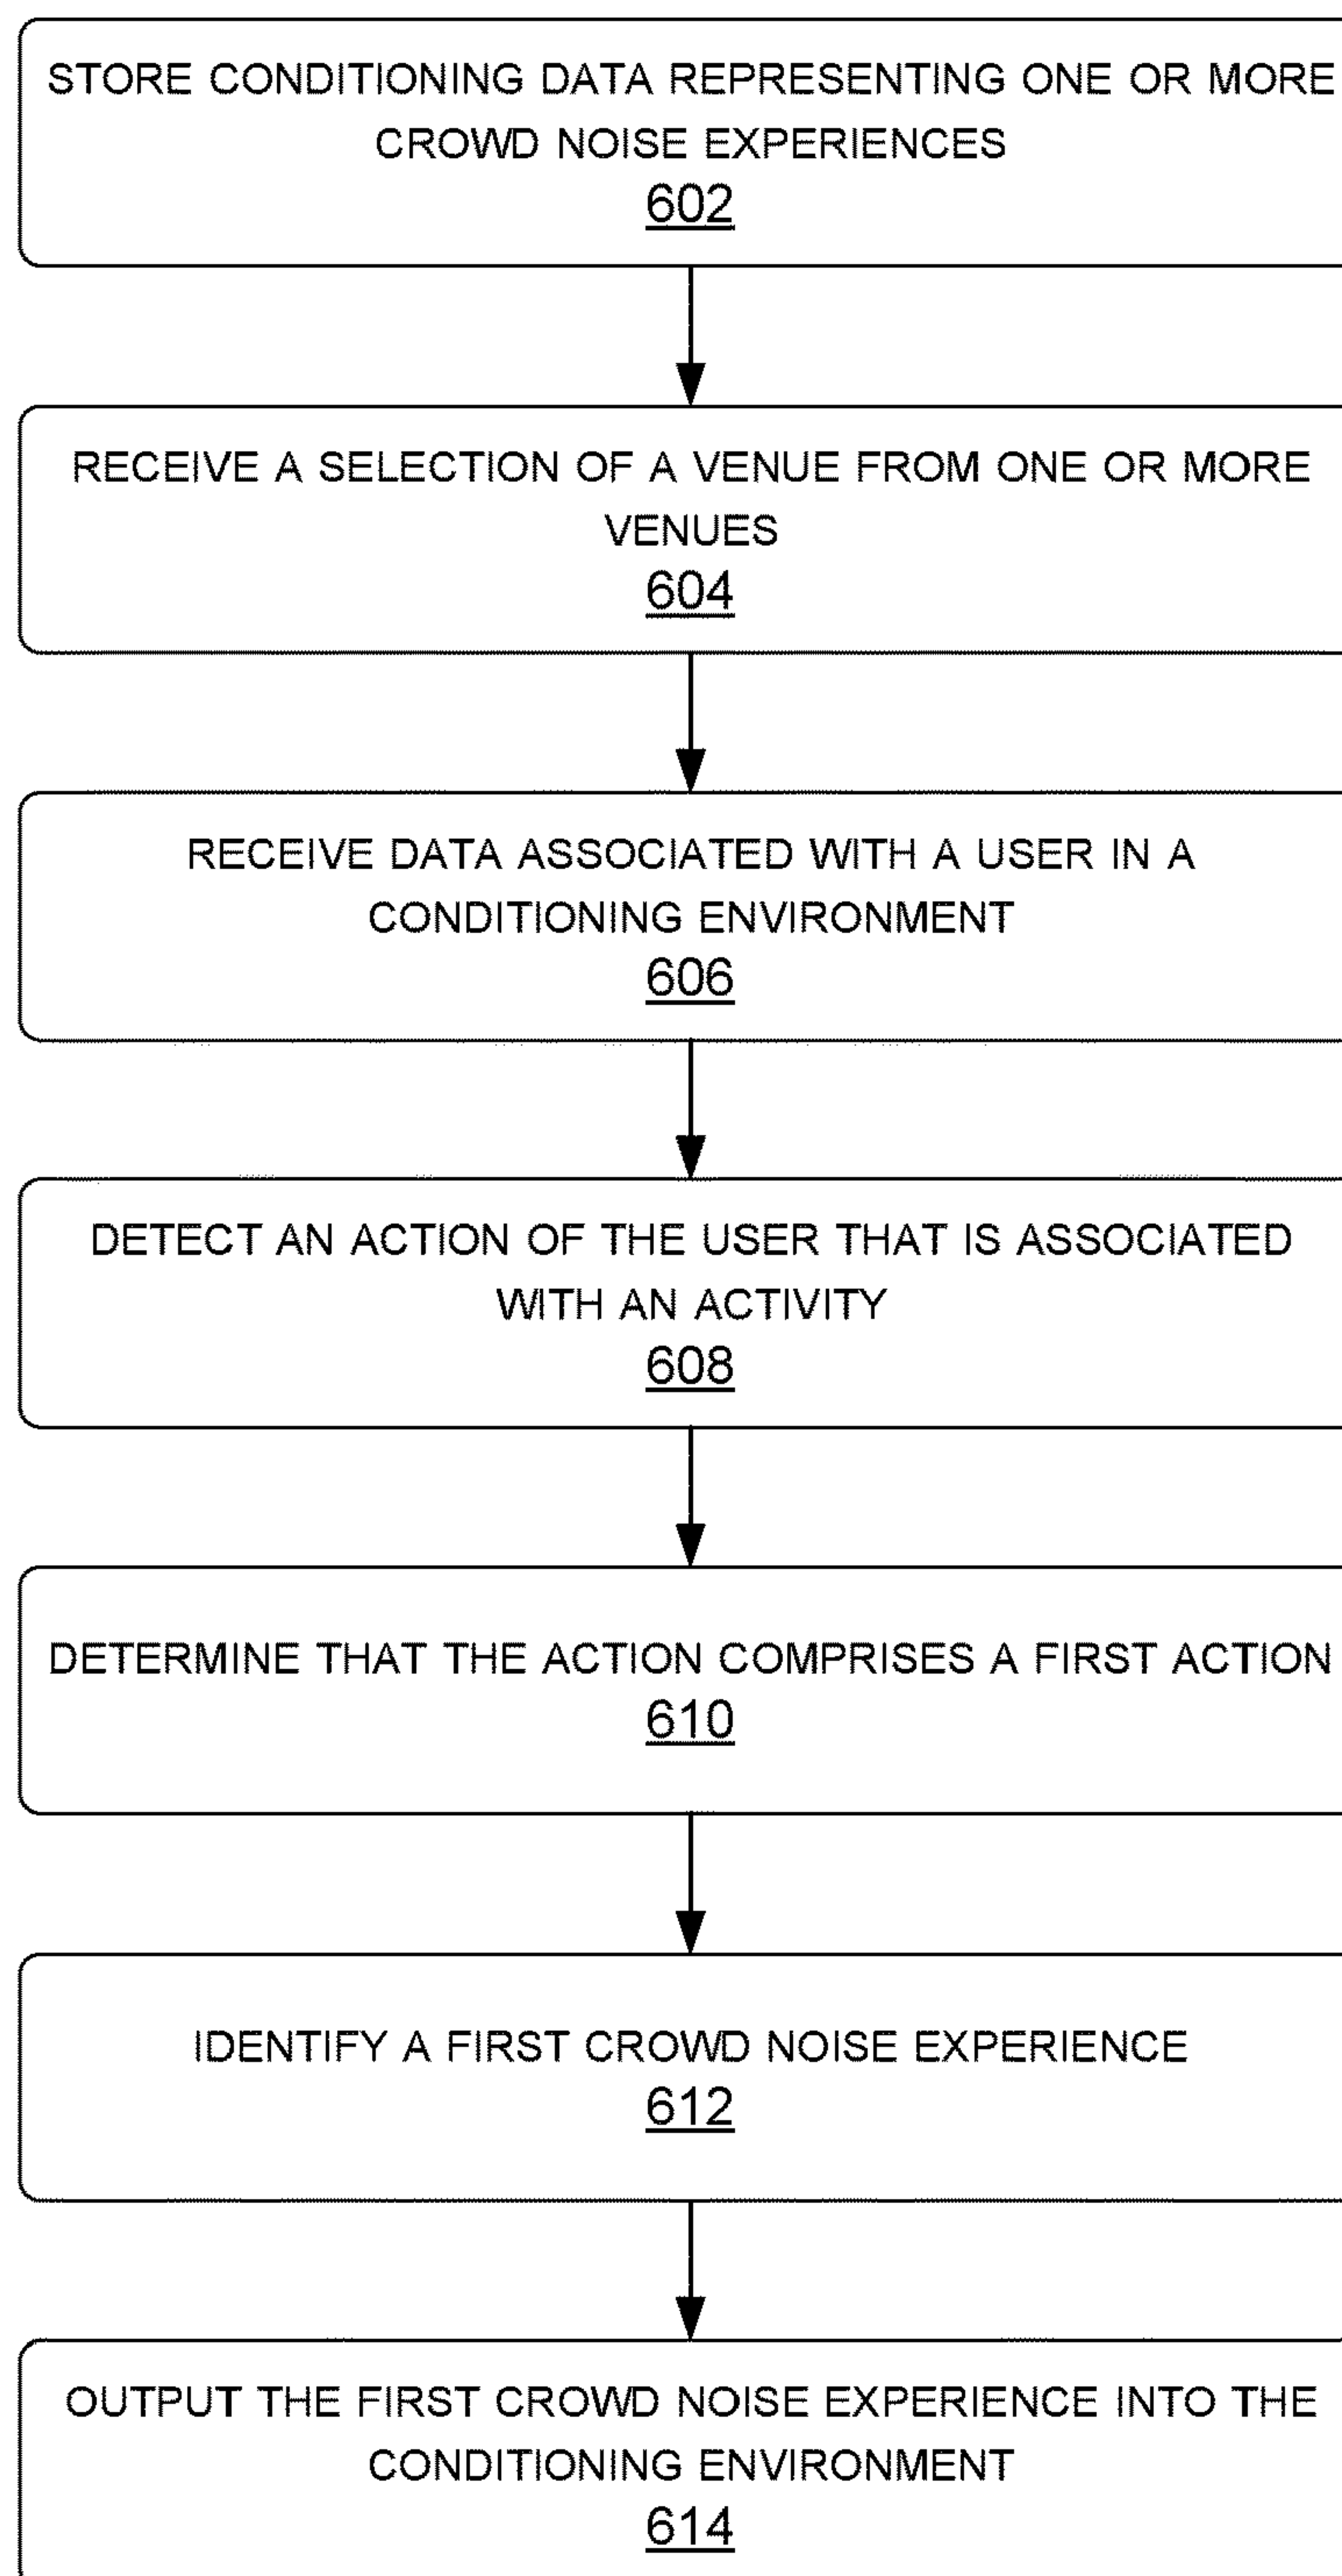 STORE CONDITIONING DATA REPRESENTING ONE OR MORE
CROWD NOISE EXPERIENCES
602
RECEIVE A SELECTION OF A VENUE FROM ONE OR MORE
VENUES
604
RECEIVE DATA ASSOCIATED WITH A USER IN A
CONDITIONING ENVIRONMENT
606
DETECT AN ACTION OF THE USER THAT IS ASSOCIATED
WITH AN ACTIVITY
608
DETERMINE THAT THE ACTION COMPRISES A FIRST ACTION
610
IDENTIFY A FIRST CROWD NOISE EXPERIENCE
612
OUTPUT THE FIRST CROWD NOISE EXPERIENCE INTO THE
CONDITIONING ENVIRONMENT
614